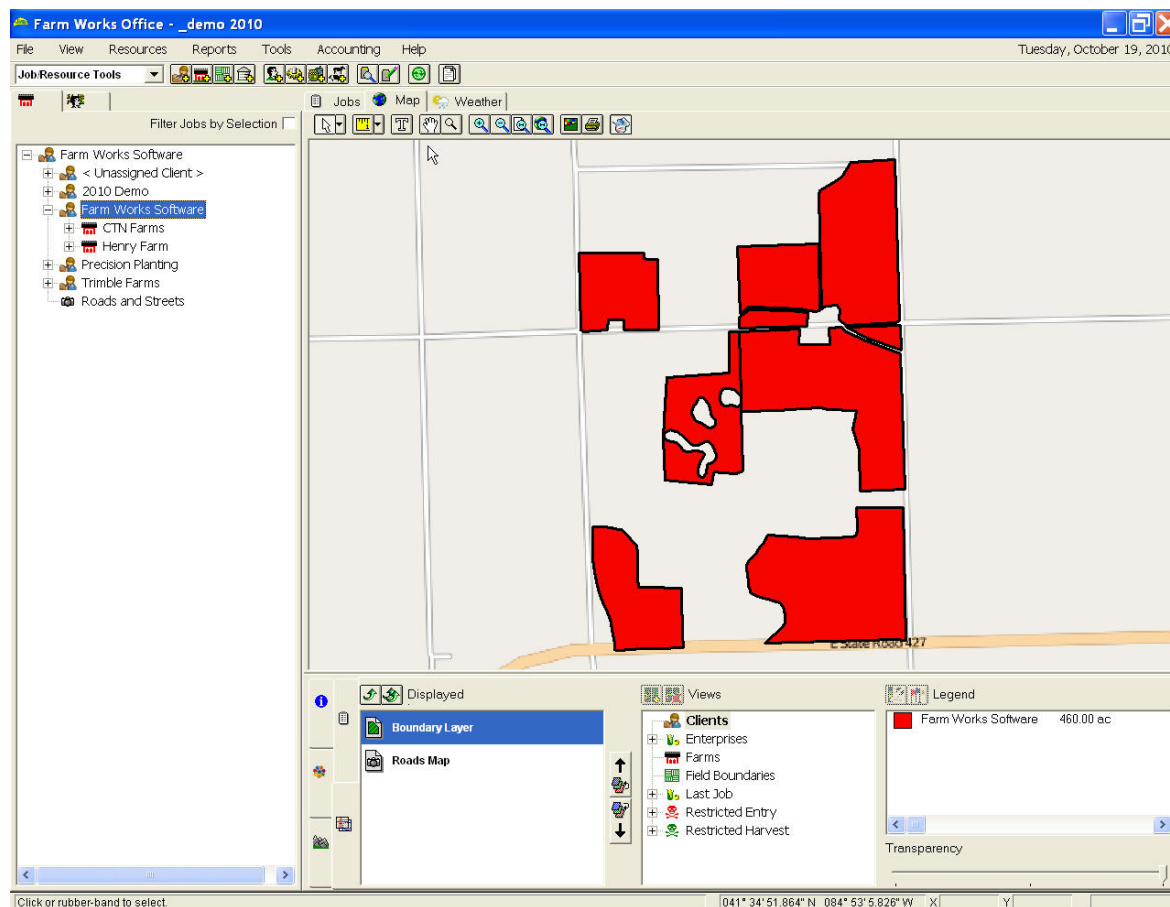 Farm Works Office - _demo 2010
File View Resources Reports Tools Accounting Help Tuesday, October 19, 2010
Job/Resource Tools
Jobs Map Weather
Filter Jobs by Selection
Farm Works Software
< Unassigned Client >
2010 Demo
Farm Works Software
CTN Farms
Henry Farm
Precision Planting
Trimble Farms
Roads and Streets
E State Road 427
Displayed Views Legend
Boundary Layer
Roads Map
Clients
Enterprises
Farms
Field Boundaries
Last Job
Restricted Entry
Restricted Harvest
Farm Works Software 460.00 ac
Transparency
Click or rubber-band to select. 041° 34' 51.864" N 084° 53' 5.826" W X Y